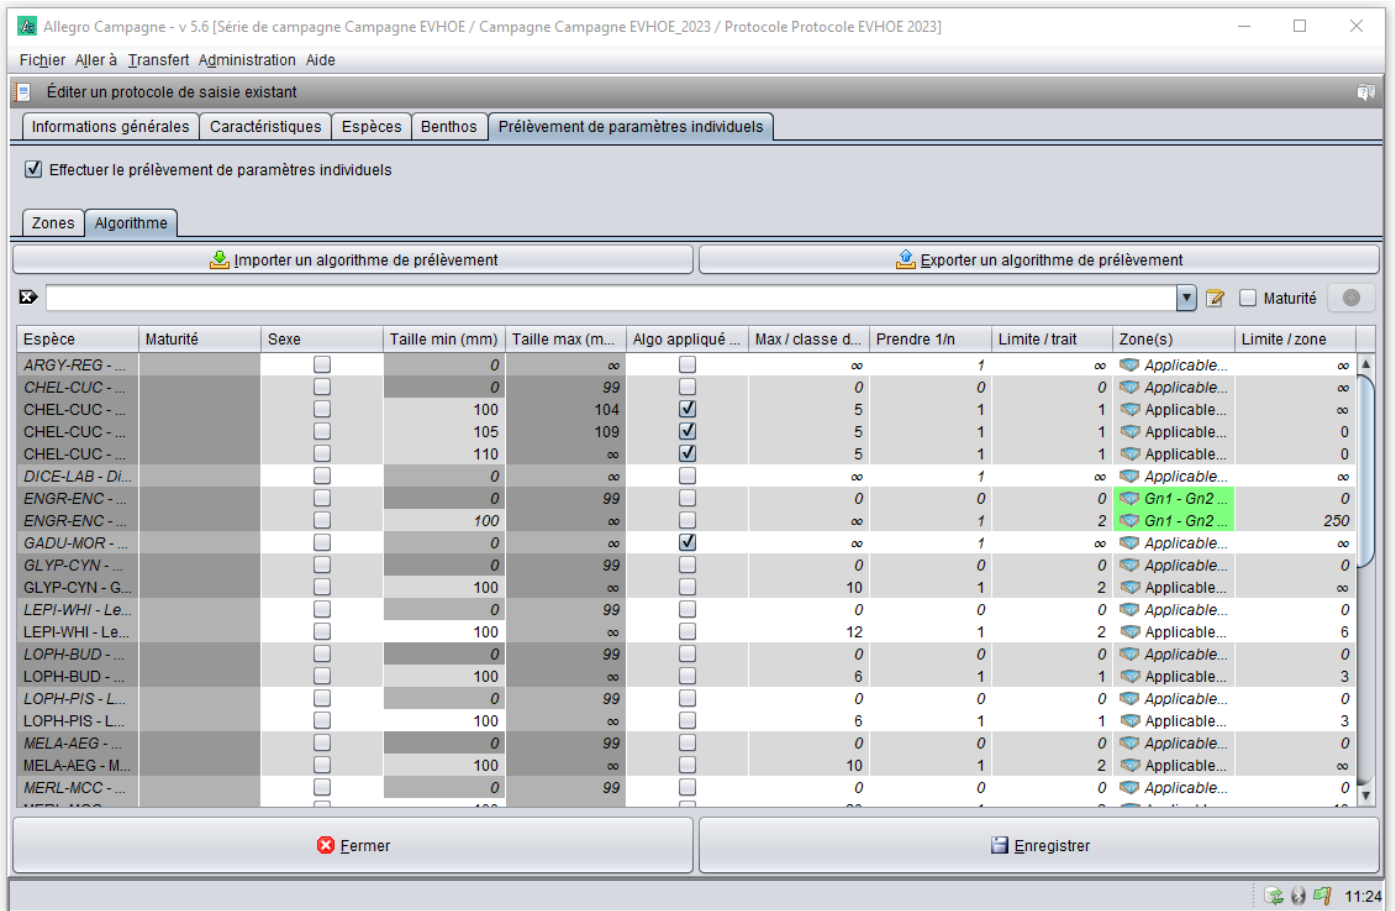 Allegro Campagne - v 5.6 [Série de campagne Campagne EVHOE / Campagne Campagne EVHOE_2023 / Protocole Protocole EVHOE 2023]
Fichier Aller à Transfert Administration Aide
Éditer un protocole de saisie existant
Informations générales Caractéristiques Espèces Benthos Prélèvement de paramètres individuels
Effectuer le prélèvement de paramètres individuels
Zones Algorithme
Importer un algorithme de prélèvement Exporter un algorithme de prélèvement
Maturité
Espèce Maturité Sexe Taille min (mm) Taille max (m... Algo appliqué ... Max / classe d... Prendre 1/n Limite / trait Zone(s) Limite / zone
ARGY-REG - ... 0 ∞ ∞ 1 ∞ Applicable... ∞
CHEL-CUC - ... 0 99 0 0 0 Applicable... ∞
CHEL-CUC - ... 100 104 5 1 1 Applicable... ∞
CHEL-CUC - ... 105 109 5 1 1 Applicable... 0
CHEL-CUC - ... 110 ∞ 5 1 1 Applicable... 0
DICE-LAB - Di... 0 ∞ ∞ 1 ∞ Applicable... ∞
ENGR-ENC - ... 0 99 0 0 0 Gn1 - Gn2 ... 0
ENGR-ENC - ... 100 ∞ ∞ 1 2 Gn1 - Gn2 ... 250
GADU-MOR - ... 0 ∞ ∞ 1 ∞ Applicable... ∞
GLYP-CYN - ... 0 99 0 0 0 Applicable... 0
GLYP-CYN - G... 100 ∞ 10 1 2 Applicable... ∞
LEPI-WHI - Le... 0 99 0 0 0 Applicable... 0
LEPI-WHI - Le... 100 ∞ 12 1 2 Applicable... 6
LOPH-BUD - ... 0 99 0 0 0 Applicable... 0
LOPH-BUD - ... 100 ∞ 6 1 1 Applicable... 3
LOPH-PIS - L... 0 99 0 0 0 Applicable... 0
LOPH-PIS - L... 100 ∞ 6 1 1 Applicable... 3
MELA-AEG - ... 0 99 0 0 0 Applicable... 0
MELA-AEG - M... 100 ∞ 10 1 2 Applicable... ∞
MERL-MCC - ... 0 99 0 0 0 Applicable... 0
Fermer Enregistrer
11:24